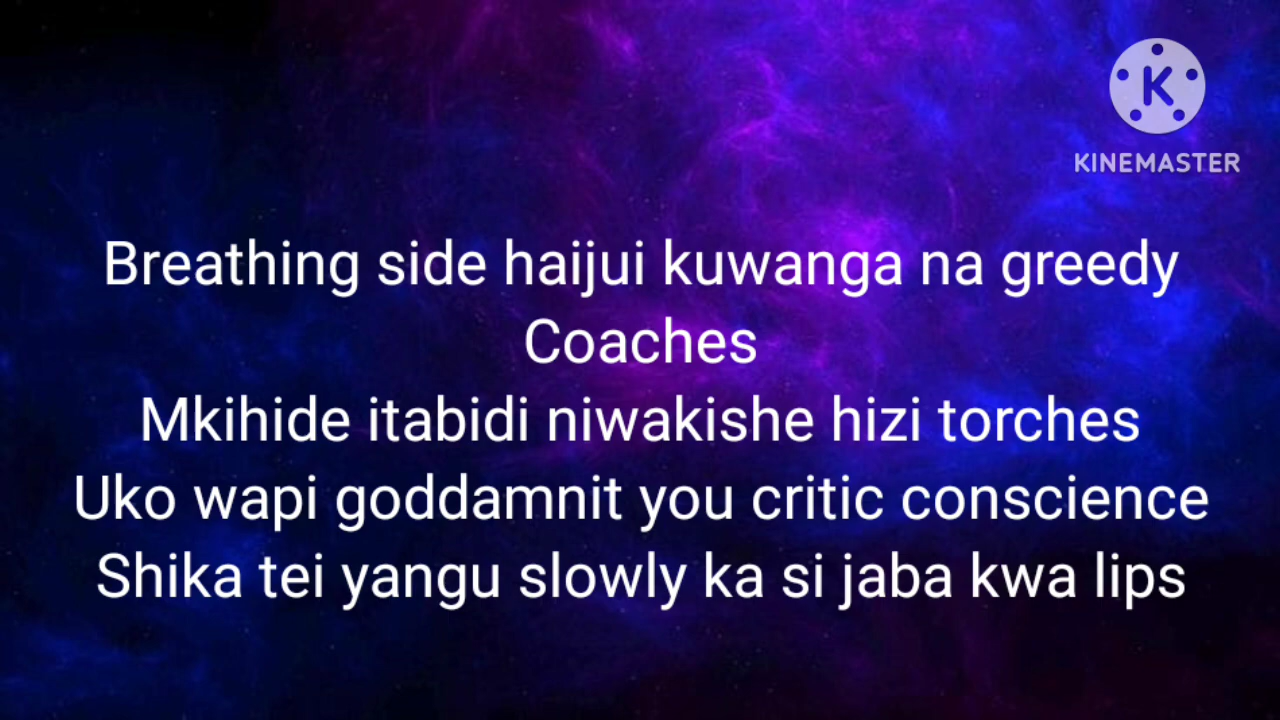 KINEMASTER
Breathing side haijui kuwanga na greedy
Coaches
Mkihide itabidi niwakishe hizi torches
Uko wapi goddamnit you critic conscience
Shika tei yangu slowly ka si jaba kwa lips